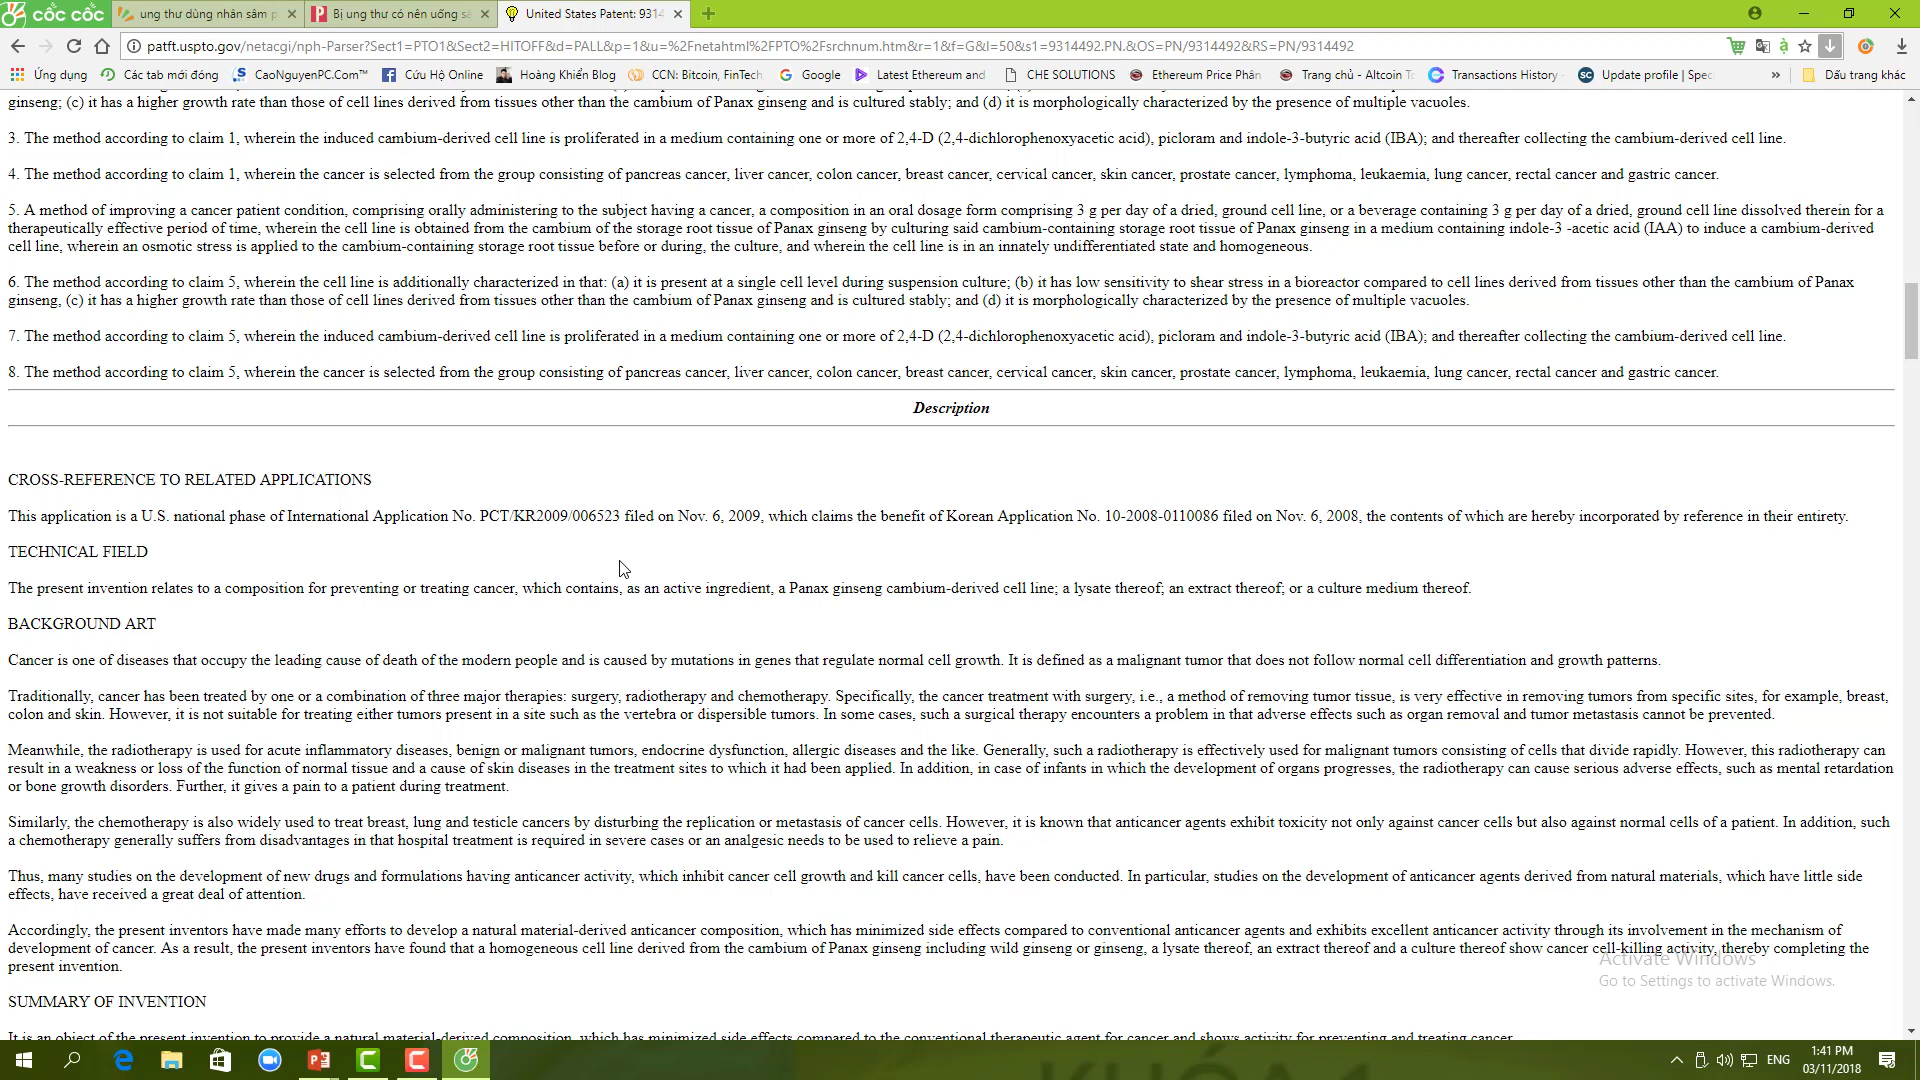 cốc cốc
ung thư dùng nhân sâm p
Bị ung thư có nên uống s
United States Patent: 9314
patft.uspto.gov/netacgi/nph-Parser?Sect1=PTO1&Sect2=HITOFF&d=PALL&p=1&u=%2Fnetahtml%2FPTO%2Fsrchnum.htm&r=1&f=G&l=50&s1=9314492.PN.&OS=PN/9314492&RS=PN/9314492
Ứng dụng
Các tab mới đóng
CaoNguyenPC.Com™
Cứu Hộ Online
Hoàng Khiển Blog
CCN: Bitcoin, FinTech
Google
Latest Ethereum and
CHE SOLUTIONS
Ethereum Price Phân
Trang chủ - Altcoin T
Transactions History
Update profile | Spec
»
Dấu trang khác
ginseng; (c) it has a higher growth rate than those of cell lines derived from tissues other than the cambium of Panax ginseng and is cultured stably; and (d) it is morphologically characterized by the presence of multiple vacuoles.
3. The method according to claim 1, wherein the induced cambium-derived cell line is proliferated in a medium containing one or more of 2,4-D (2,4-dichlorophenoxyacetic acid), picloram and indole-3-butyric acid (IBA); and thereafter collecting the cambium-derived cell line.
4. The method according to claim 1, wherein the cancer is selected from the group consisting of pancreas cancer, liver cancer, colon cancer, breast cancer, cervical cancer, skin cancer, prostate cancer, lymphoma, leukaemia, lung cancer, rectal cancer and gastric cancer.
5. A method of improving a cancer patient condition, comprising orally administering to the subject having a cancer, a composition in an oral dosage form comprising 3 g per day of a dried, ground cell line, or a beverage containing 3 g per day of a dried, ground cell line dissolved therein for a
therapeutically effective period of time, wherein the cell line is obtained from the cambium of the storage root tissue of Panax ginseng by culturing said cambium-containing storage root tissue of Panax ginseng in a medium containing indole-3 -acetic acid (IAA) to induce a cambium-derived
cell line, wherein an osmotic stress is applied to the cambium-containing storage root tissue before or during, the culture, and wherein the cell line is in an innately undifferentiated state and homogeneous.
6. The method according to claim 5, wherein the cell line is additionally characterized in that: (a) it is present at a single cell level during suspension culture; (b) it has low sensitivity to shear stress in a bioreactor compared to cell lines derived from tissues other than the cambium of Panax
ginseng, (c) it has a higher growth rate than those of cell lines derived from tissues other than the cambium of Panax ginseng and is cultured stably; and (d) it is morphologically characterized by the presence of multiple vacuoles.
7. The method according to claim 5, wherein the induced cambium-derived cell line is proliferated in a medium containing one or more of 2,4-D (2,4-dichlorophenoxyacetic acid), picloram and indole-3-butyric acid (IBA); and thereafter collecting the cambium-derived cell line.
8. The method according to claim 5, wherein the cancer is selected from the group consisting of pancreas cancer, liver cancer, colon cancer, breast cancer, cervical cancer, skin cancer, prostate cancer, lymphoma, leukaemia, lung cancer, rectal cancer and gastric cancer.
Description
CROSS-REFERENCE TO RELATED APPLICATIONS
This application is a U.S. national phase of International Application No. PCT/KR2009/006523 filed on Nov. 6, 2009, which claims the benefit of Korean Application No. 10-2008-0110086 filed on Nov. 6, 2008, the contents of which are hereby incorporated by reference in their entirety.
TECHNICAL FIELD
The present invention relates to a composition for preventing or treating cancer, which contains, as an active ingredient, a Panax ginseng cambium-derived cell line; a lysate thereof; an extract thereof; or a culture medium thereof.
BACKGROUND ART
Cancer is one of diseases that occupy the leading cause of death of the modern people and is caused by mutations in genes that regulate normal cell growth. It is defined as a malignant tumor that does not follow normal cell differentiation and growth patterns.
Traditionally, cancer has been treated by one or a combination of three major therapies: surgery, radiotherapy and chemotherapy. Specifically, the cancer treatment with surgery, i.e., a method of removing tumor tissue, is very effective in removing tumors from specific sites, for example, breast,
colon and skin. However, it is not suitable for treating either tumors present in a site such as the vertebra or dispersible tumors. In some cases, such a surgical therapy encounters a problem in that adverse effects such as organ removal and tumor metastasis cannot be prevented.
Meanwhile, the radiotherapy is used for acute inflammatory diseases, benign or malignant tumors, endocrine dysfunction, allergic diseases and the like. Generally, such a radiotherapy is effectively used for malignant tumors consisting of cells that divide rapidly. However, this radiotherapy can
result in a weakness or loss of the function of normal tissue and a cause of skin diseases in the treatment sites to which it had been applied. In addition, in case of infants in which the development of organs progresses, the radiotherapy can cause serious adverse effects, such as mental retardation
or bone growth disorders. Further, it gives a pain to a patient during treatment.
Similarly, the chemotherapy is also widely used to treat breast, lung and testicle cancers by disturbing the replication or metastasis of cancer cells. However, it is known that anticancer agents exhibit toxicity not only against cancer cells but also against normal cells of a patient. In addition, such
a chemotherapy generally suffers from disadvantages in that hospital treatment is required in severe cases or an analgesic needs to be used to relieve a pain.
Thus, many studies on the development of new drugs and formulations having anticancer activity, which inhibit cancer cell growth and kill cancer cells, have been conducted. In particular, studies on the development of anticancer agents derived from natural materials, which have little side
effects, have received a great deal of attention.
Accordingly, the present inventors have made many efforts to develop a natural material-derived anticancer composition, which has minimized side effects compared to conventional anticancer agents and exhibits excellent anticancer activity through its involvement in the mechanism of
development of cancer. As a result, the present inventors have found that a homogeneous cell line derived from the cambium of Panax ginseng including wild ginseng or ginseng, a lysate thereof, an extract thereof and a culture thereof show cancer cell-killing activity, thereby completing the
present invention.
Activate Windows
Go to Settings to activate Windows.
SUMMARY OF INVENTION
It is an object of the present invention to provide a natural material-derived composition, which has minimized side effects compared to the conventional therapeutic agent for cancer and shows activity for preventing and treating cancer.
KHÓA 1
ENG
1:41 PM
03/11/2018